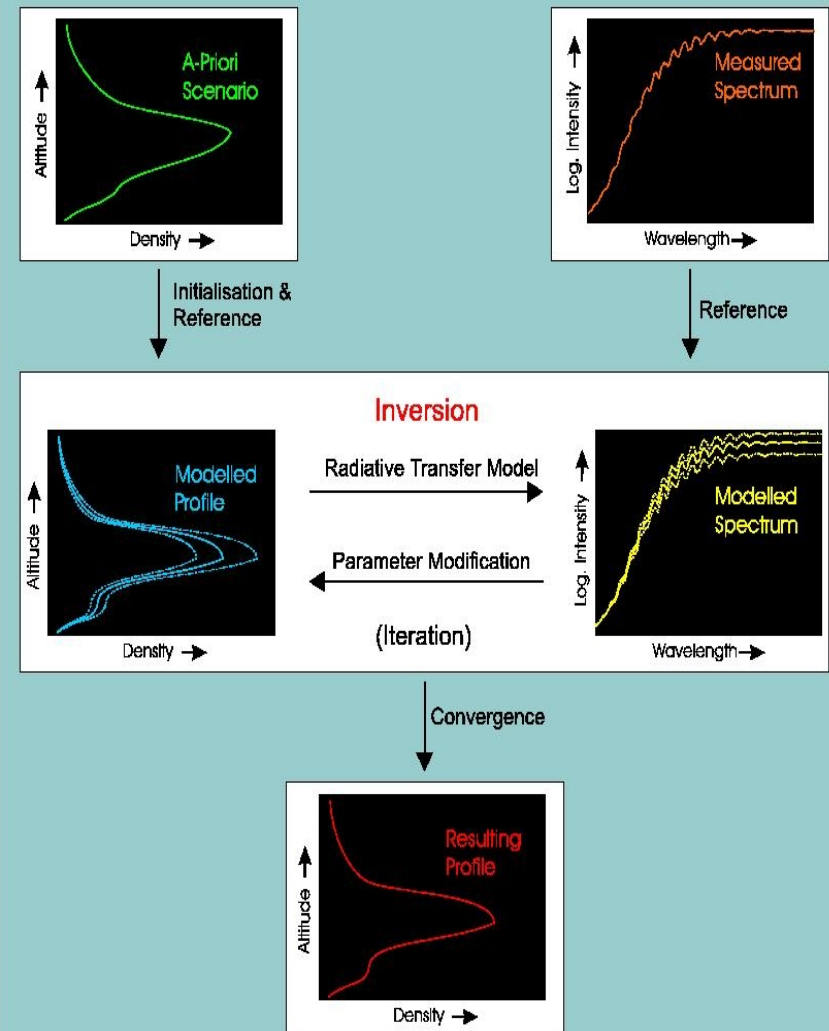 A-Priori
Scenario
Altitude
Density
Measured
Spectrum
Log. Intensity
Wavelength
Initialisation &
Reference
Reference
Inversion
Modelled
Profile
Altitude
Density
Radiative Transfer Model
Parameter Modification
(Iteration)
Modelled
Spectrum
Log. Intensity
Wavelength
Convergence
Resulting
Profile
Altitude
Density